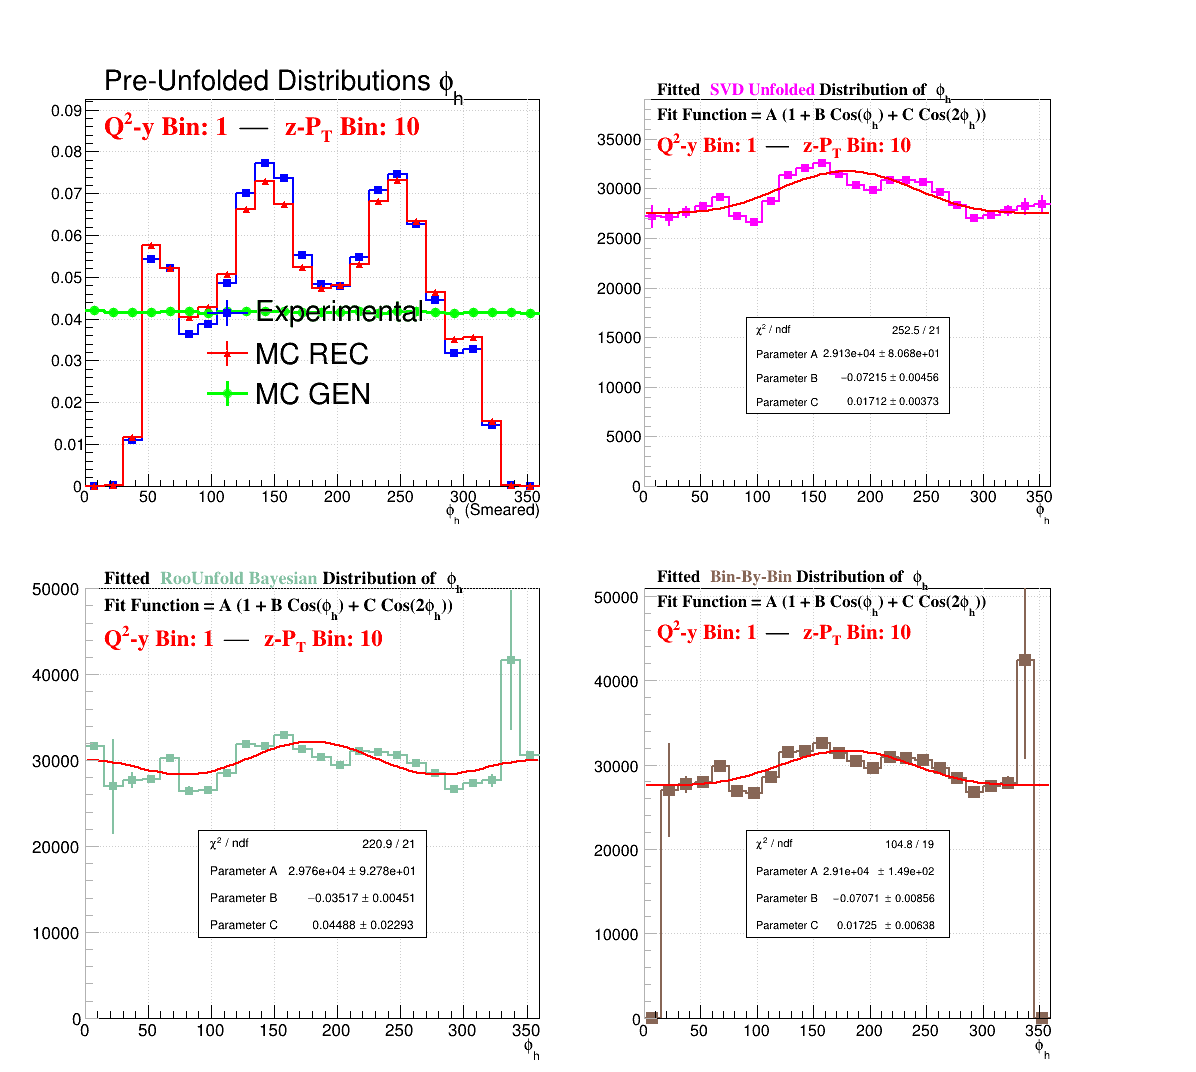 Pre-Unfolded Distributions ϕh
Q²-y Bin: 1 — z-PT Bin: 10
0.09
0.08
0.07
0.06
0.05
0.04
0.03
0.02
0.01
0
Experimental
MC REC
MC GEN
0 50 100 150 200 250 300 350
ϕh (Smeared)
Fitted SVD Unfolded Distribution of ϕh
Fit Function = A (1 + B Cos(ϕh) + C Cos(2ϕh))
Q²-y Bin: 1 — z-PT Bin: 10
35000
30000
25000
20000
15000
10000
5000
0
χ² / ndf 252.5 / 21
Parameter A 2.913e+04 ± 8.068e+01
Parameter B −0.07215 ± 0.00456
Parameter C 0.01712 ± 0.00373
0 50 100 150 200 250 300 350
ϕh
Fitted RooUnfold Bayesian Distribution of ϕh
Fit Function = A (1 + B Cos(ϕh) + C Cos(2ϕh))
Q²-y Bin: 1 — z-PT Bin: 10
50000
40000
30000
20000
10000
0
χ² / ndf 220.9 / 21
Parameter A 2.976e+04 ± 9.278e+01
Parameter B −0.03517 ± 0.00451
Parameter C 0.04488 ± 0.02293
0 50 100 150 200 250 300 350
ϕh
Fitted Bin-By-Bin Distribution of ϕh
Fit Function = A (1 + B Cos(ϕh) + C Cos(2ϕh))
Q²-y Bin: 1 — z-PT Bin: 10
50000
40000
30000
20000
10000
0
χ² / ndf 104.8 / 19
Parameter A 2.91e+04 ± 1.49e+02
Parameter B −0.07071 ± 0.00856
Parameter C 0.01725 ± 0.00638
0 50 100 150 200 250 300 350
ϕh